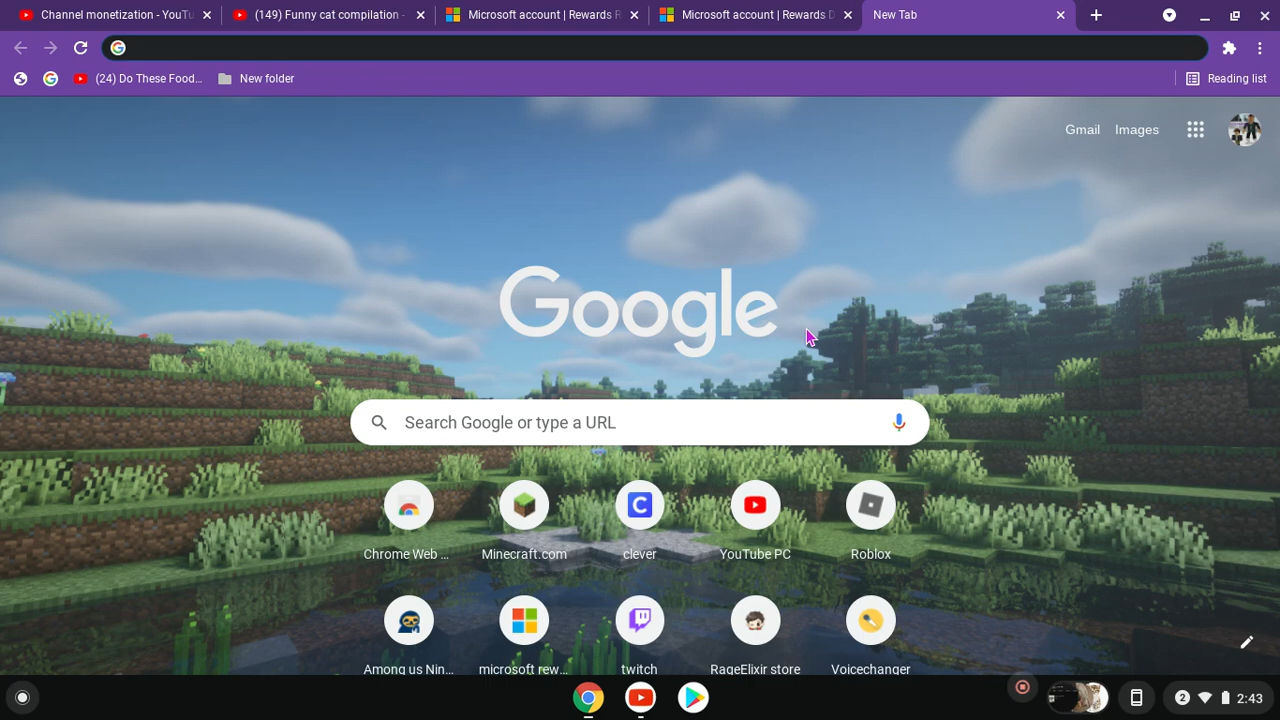 Channel monetization - YouTu
(149) Funny cat compilation -
Microsoft account | Rewards R
Microsoft account | Rewards D
New Tab
(24) Do These Food...
New folder
Reading list
Gmail
Images
Google
Search Google or type a URL
Chrome Web ...
Minecraft.com
clever
YouTube PC
Roblox
Among us Nin...
microsoft rew...
twitch
RageElixir store
Voicechanger
2
2:43